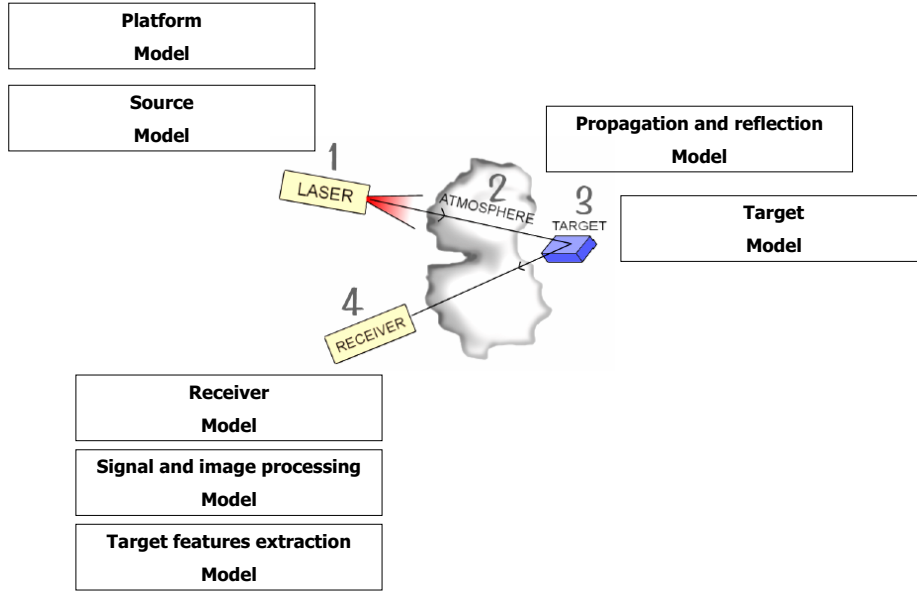 Platform
Model
Source
Model
Propagation and reflection
Model
1
LASER
2
ATMOSPHERE
3
TARGET
Target
Model
4
RECEIVER
Receiver
Model
Signal and image processing
Model
Target features extraction
Model